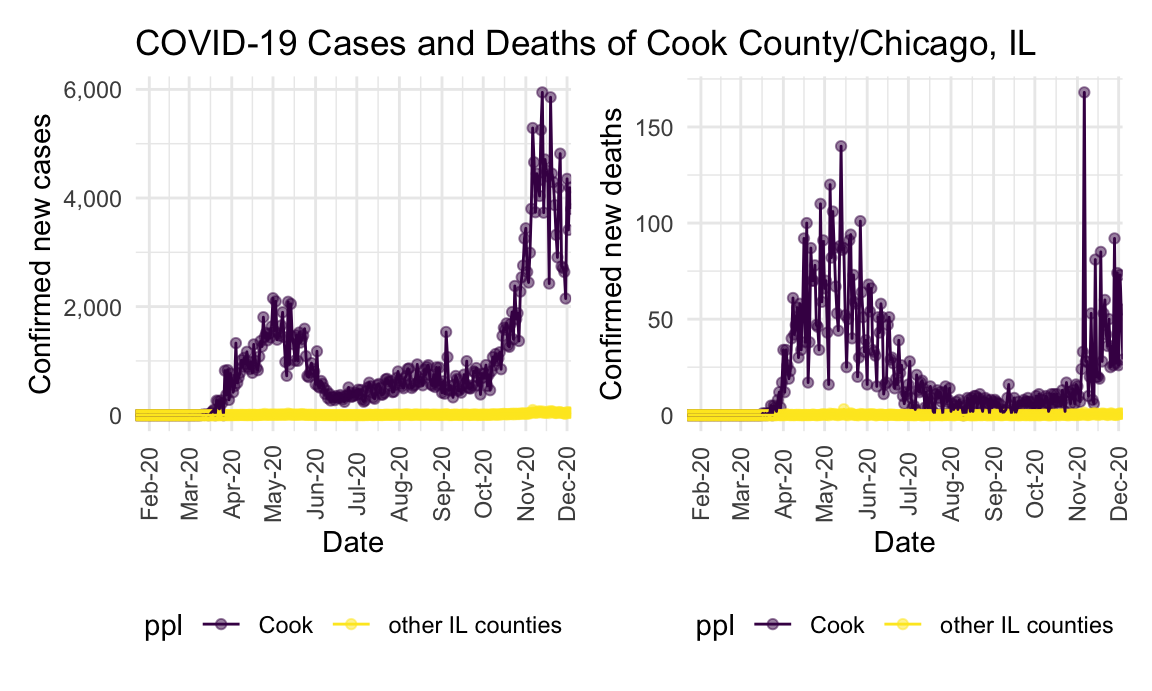 COVID-19 Cases and Deaths of Cook County/Chicago, IL
Confirmed new cases
6,000
4,000
2,000
0
Feb-20
Mar-20
Apr-20
May-20
Jun-20
Jul-20
Aug-20
Sep-20
Oct-20
Nov-20
Dec-20
Date
ppl Cook other IL counties
Confirmed new deaths
150
100
50
0
Feb-20
Mar-20
Apr-20
May-20
Jun-20
Jul-20
Aug-20
Sep-20
Oct-20
Nov-20
Dec-20
Date
ppl Cook other IL counties